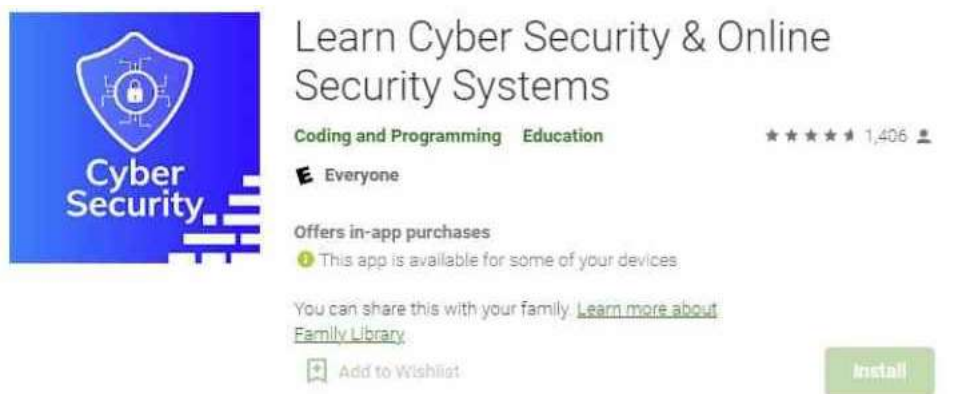 Cyber
Security
Learn Cyber Security & Online
Security Systems
Coding and Programming Education 1,406
E Everyone
Offers in-app purchases
This app is available for some of your devices
You can share this with your family. Learn more about
Family Library
Add to Wishlist
Install